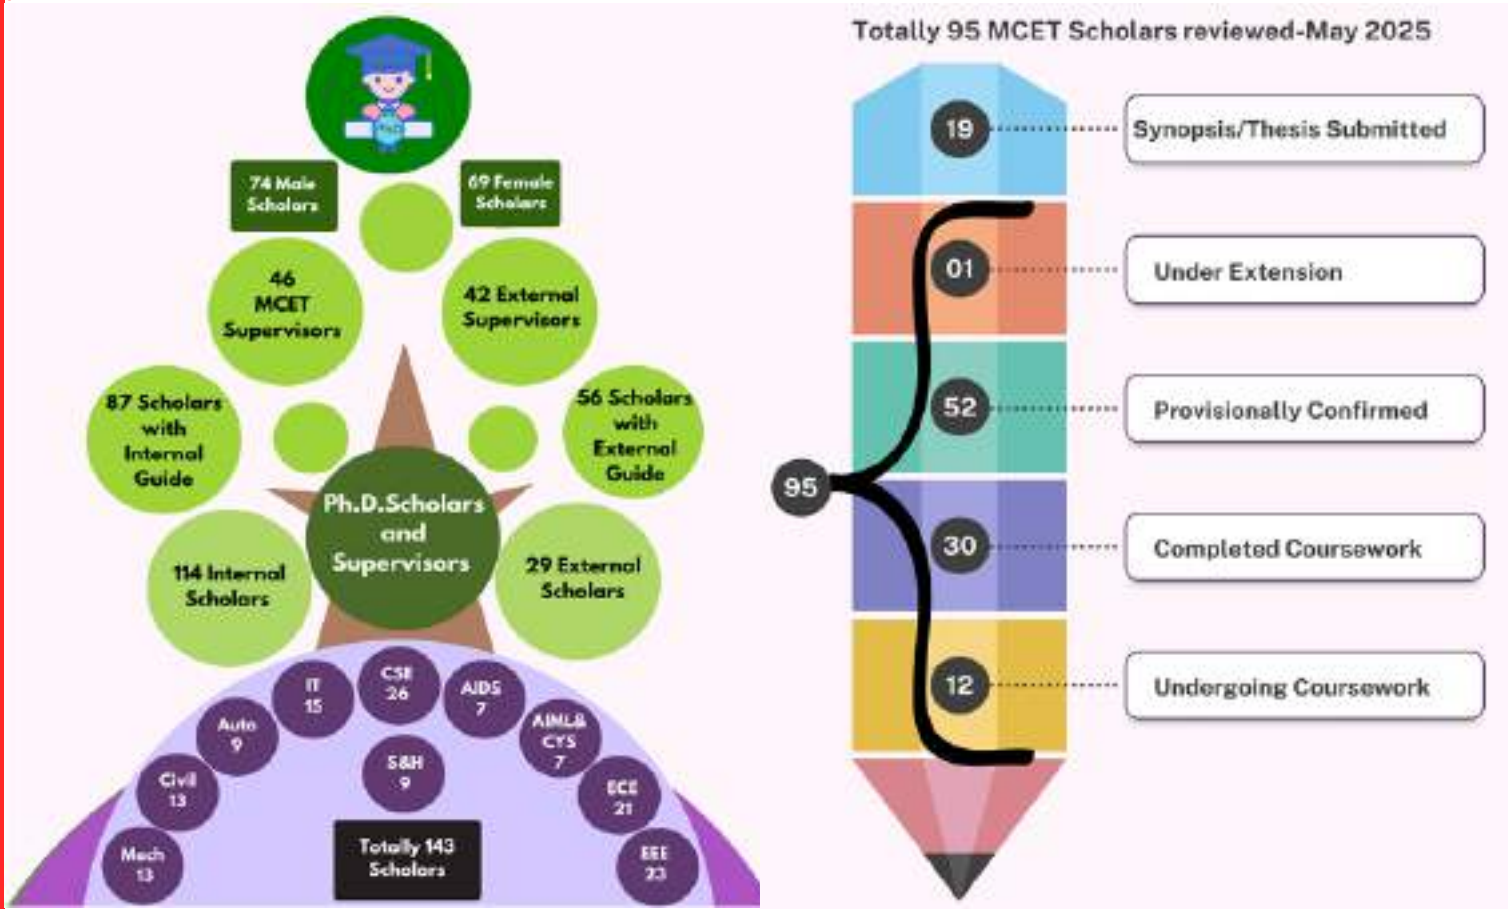 PhD
74 Male
Scholars
69 Female
Scholars
46
MCET
Supervisors
42 External
Supervisors
87 Scholars
with
Internal
Guide
56 Scholars
with
External
Guide
Ph.D.Scholars
and
Supervisors
114 Internal
Scholars
29 External
Scholars
Mech
13
Civil
13
Auto
9
IT
15
CSE
26
AIDS
7
AIML&
CYS
7
ECE
21
EEE
23
S&H
9
Totally 143
Scholars
Totally 95 MCET Scholars reviewed-May 2025
19
Synopsis/Thesis Submitted
01
Under Extension
52
Provisionally Confirmed
95
30
Completed Coursework
12
Undergoing Coursework